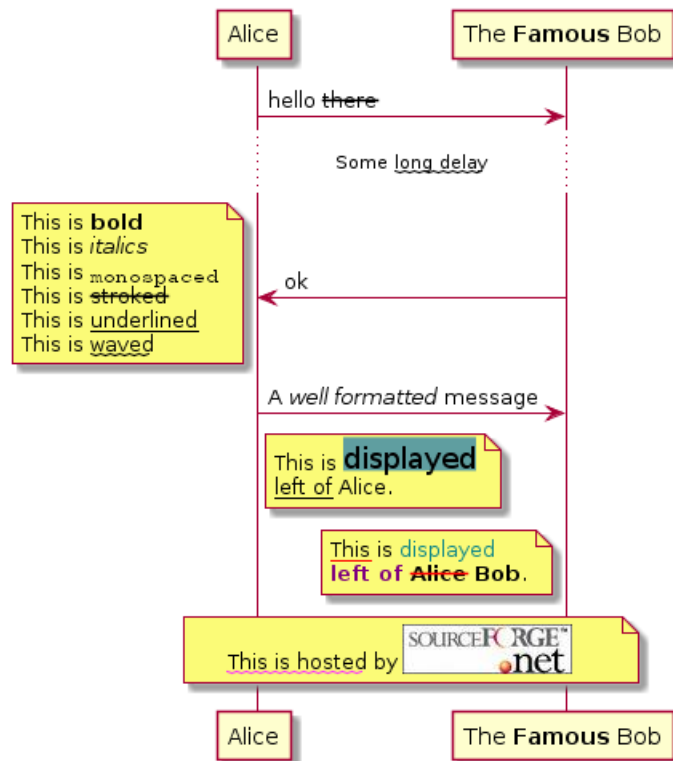 Alice
The Famous Bob
hello there
Some long delay
This is bold
This is italics
This is monospaced
This is stroked
This is underlined
This is waved
ok
A well formatted message
This is displayed
left of Alice.
This is displayed
left of Alice Bob.
This is hosted by SOURCEFORGE™ .net
Alice
The Famous Bob